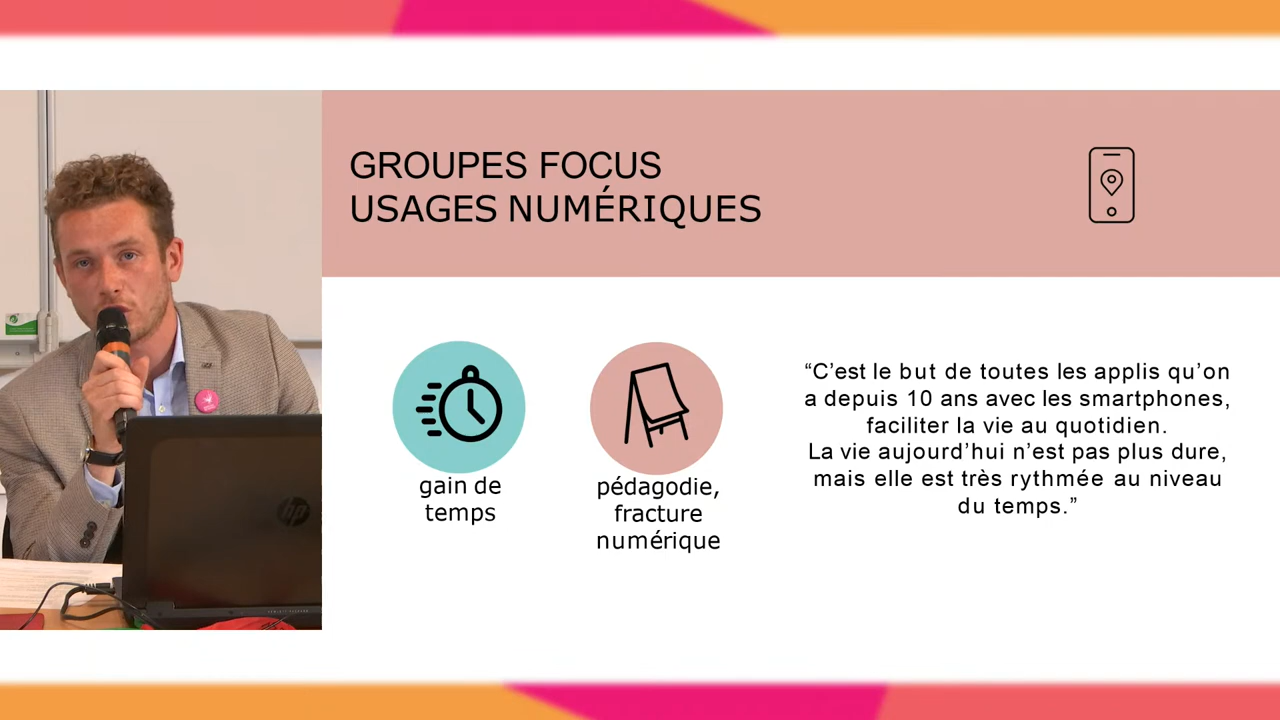 GROUPES FOCUS
USAGES NUMÉRIQUES
gain de
temps
pédagodie,
fracture
numérique
“C’est le but de toutes les applis qu’on
a depuis 10 ans avec les smartphones,
faciliter la vie au quotidien.
La vie aujourd’hui n’est pas plus dure,
mais elle est très rythmée au niveau
du temps.”
hp